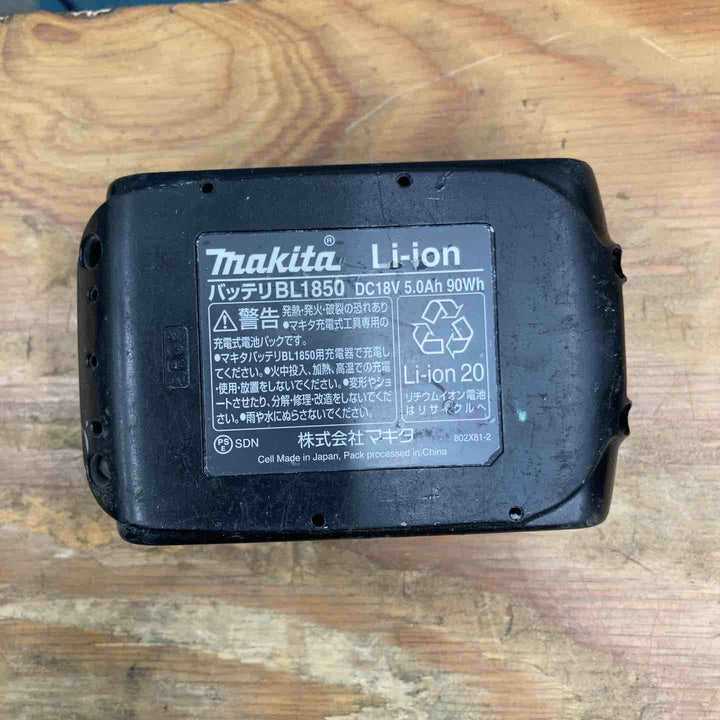 makita® Li-ion
バッテリBL1850 DC18V 5.0Ah 90Wh
警告 発熱・発火・破裂の恐れあり
●マキタ充電式工具専用の
充電式電池パックです。
●マキタバッテリBL1850用充電器で充電し
てください。●火中投入、加熱、高温での充電
・使用・放置をしないでください。●変形やショ
ートさせたり、分解・修理・改造をしないくだ
さい。●雨や水にぬらさないでください。
Li-ion 20
リチウムイオン電池
はリサイクルへ
PSE SDN 株式会社マキタ 802X81-2
Cell Made in Japan, Pack processed in China